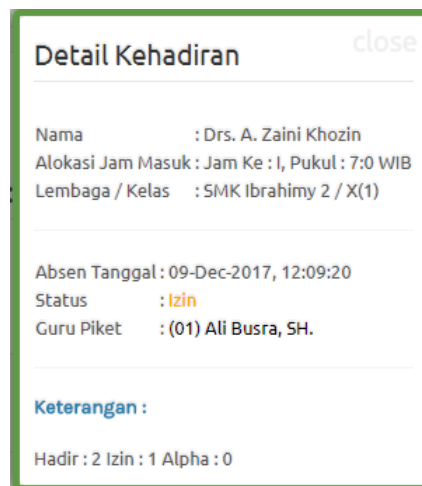 close
Detail Kehadiran
Nama : Drs. A. Zaini Khozin
Alokasi Jam Masuk : Jam Ke : I, Pukul : 7:0 WIB
Lembaga / Kelas : SMK Ibrahimy 2 / X(1)
Absen Tanggal : 09-Dec-2017, 12:09:20
Status : Izin
Guru Piket : (01) Ali Busra, SH.
Keterangan :
Hadir : 2 Izin : 1 Alpha : 0